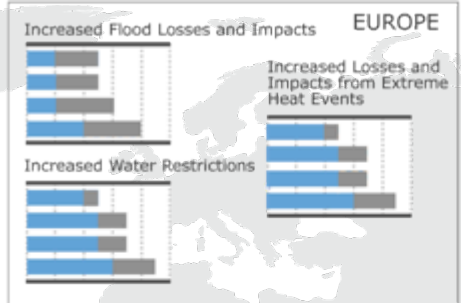 EUROPE
Increased Flood Losses and Impacts
Increased Losses and
Impacts from Extreme
Heat Events
Increased Water Restrictions